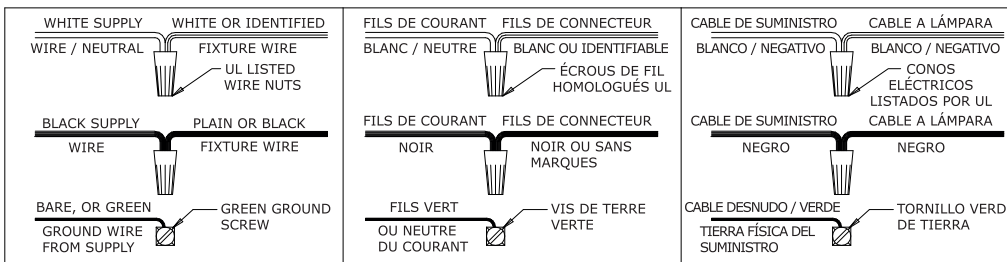 WHITE SUPPLY WHITE OR IDENTIFIED
WIRE / NEUTRAL FIXTURE WIRE
UL LISTED
WIRE NUTS
BLACK SUPPLY PLAIN OR BLACK
WIRE FIXTURE WIRE
BARE, OR GREEN
GROUND WIRE
FROM SUPPLY
GREEN GROUND
SCREW
FILS DE COURANT FILS DE CONNECTEUR
BLANC / NEUTRE BLANC OU IDENTIFIABLE
ÉCROUS DE FIL
HOMOLOGUÉS UL
FILS DE COURANT FILS DE CONNECTEUR
NOIR NOIR OU SANS
MARQUES
FILS VERT
OU NEUTRE
DU COURANT
VIS DE TERRE
VERTE
CABLE DE SUMINISTRO CABLE A LÁMPARA
BLANCO / NEGATIVO BLANCO / NEGATIVO
CONOS
ELÉCTRICOS
LISTADOS POR UL
CABLE DE SUMINISTRO CABLE A LÁMPARA
NEGRO NEGRO
CABLE DESNUDO / VERDE
TIERRA FÍSICA DEL
SUMINISTRO
TORNILLO VERD
DE TIERRA